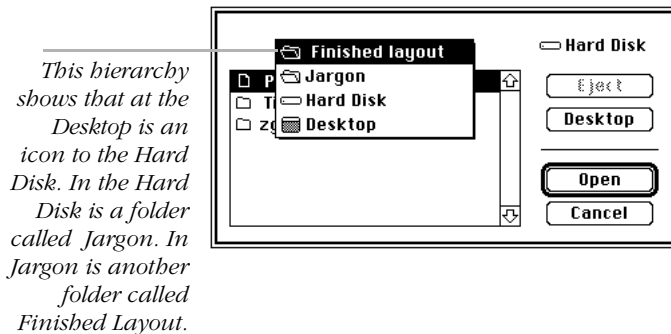 This hierarchy
shows that at the
Desktop is an
icon to the Hard
Disk. In the Hard
Disk is a folder
called Jargon. In
Jargon is another
folder called
Finished Layout.
Finished layout
Jargon
Hard Disk
Desktop
Hard Disk
Eject
Desktop
Open
Cancel